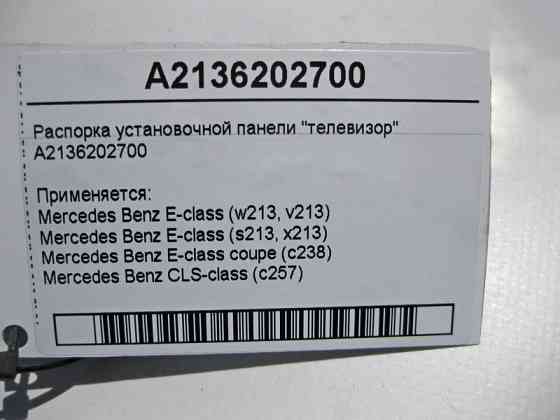 A2136202700
Распорка установочной панели "телевизор"
A2136202700
Применяется:
Mercedes Benz E-class (w213, v213)
Mercedes Benz E-class (s213, x213)
Mercedes Benz E-class coupe (c238)
Mercedes Benz CLS-class (c257)